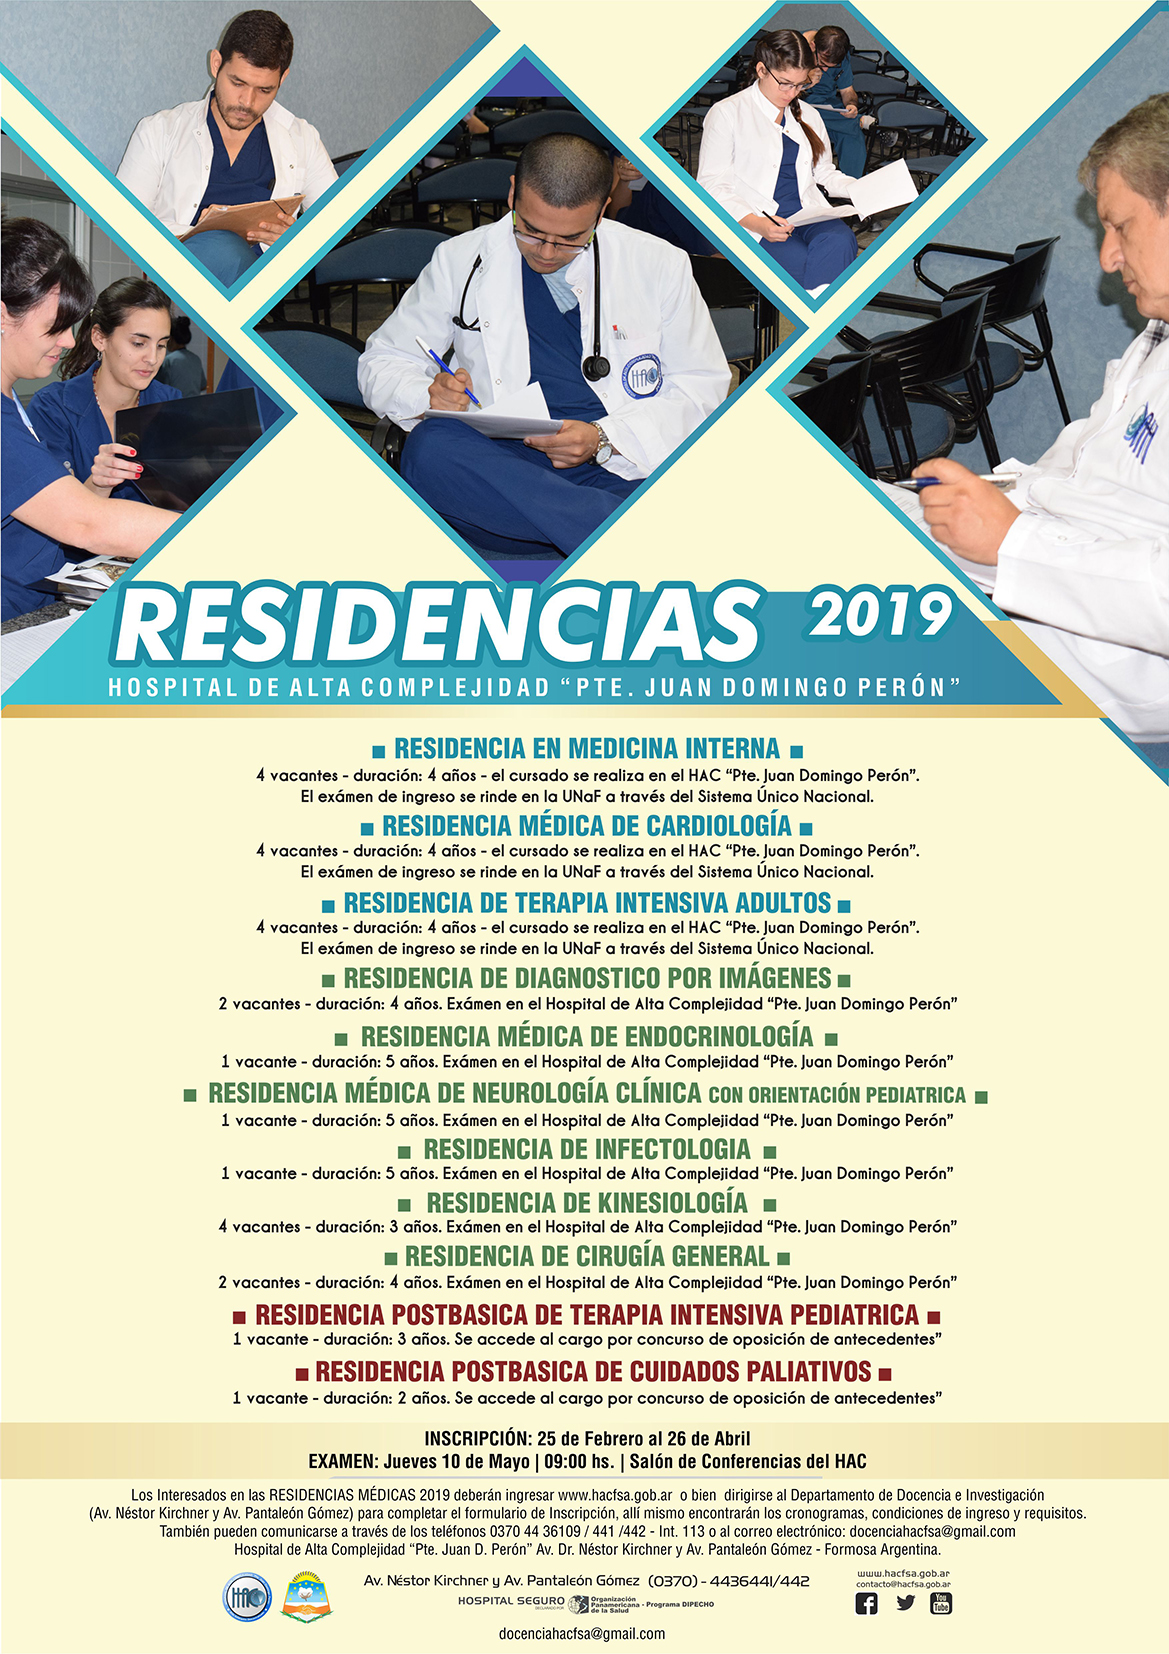 RESIDENCIAS 2019
HOSPITAL DE ALTA COMPLEJIDAD “PTE. JUAN DOMINGO PERÓN”
■ RESIDENCIA EN MEDICINA INTERNA ■
4 vacantes - duración: 4 años - el cursado se realiza en el HAC “Pte. Juan Domingo Perón”.
El exámen de ingreso se rinde en la UNaF a través del Sistema Único Nacional.
■ RESIDENCIA MÉDICA DE CARDIOLOGÍA ■
4 vacantes - duración: 4 años - el cursado se realiza en el HAC “Pte. Juan Domingo Perón”.
El exámen de ingreso se rinde en la UNaF a través del Sistema Único Nacional.
■ RESIDENCIA DE TERAPIA INTENSIVA ADULTOS ■
4 vacantes - duración: 4 años - el cursado se realiza en el HAC “Pte. Juan Domingo Perón”.
El exámen de ingreso se rinde en la UNaF a través del Sistema Único Nacional.
■ RESIDENCIA DE DIAGNOSTICO POR IMÁGENES ■
2 vacantes - duración: 4 años. Exámen en el Hospital de Alta Complejidad “Pte. Juan Domingo Perón”
■ RESIDENCIA MÉDICA DE ENDOCRINOLOGÍA ■
1 vacante - duración: 5 años. Exámen en el Hospital de Alta Complejidad “Pte. Juan Domingo Perón”
■ RESIDENCIA MÉDICA DE NEUROLOGÍA CLÍNICA CON ORIENTACIÓN PEDIATRICA ■
1 vacante - duración: 5 años. Exámen en el Hospital de Alta Complejidad “Pte. Juan Domingo Perón”
■ RESIDENCIA DE INFECTOLOGIA ■
1 vacante - duración: 5 años. Exámen en el Hospital de Alta Complejidad “Pte. Juan Domingo Perón”
■ RESIDENCIA DE KINESIOLOGÍA ■
4 vacantes - duración: 3 años. Exámen en el Hospital de Alta Complejidad “Pte. Juan Domingo Perón”
■ RESIDENCIA DE CIRUGÍA GENERAL ■
2 vacantes - duración: 4 años. Exámen en el Hospital de Alta Complejidad “Pte. Juan Domingo Perón”
■ RESIDENCIA POSTBASICA DE TERAPIA INTENSIVA PEDIATRICA ■
1 vacante - duración: 3 años. Se accede al cargo por concurso de oposición de antecedentes”
■ RESIDENCIA POSTBASICA DE CUIDADOS PALIATIVOS ■
1 vacante - duración: 2 años. Se accede al cargo por concurso de oposición de antecedentes”
INSCRIPCIÓN: 25 de Febrero al 26 de Abril
EXAMEN: Jueves 10 de Mayo | 09:00 hs. | Salón de Conferencias del HAC
Los Interesados en las RESIDENCIAS MÉDICAS 2019 deberán ingresar www.hacfsa.gob.ar o bien dirigirse al Departamento de Docencia e Investigación
(Av. Néstor Kirchner y Av. Pantaleón Gómez) para completar el formulario de Inscripción, allí mismo encontrarán los cronogramas, condiciones de ingreso y requisitos.
También pueden comunicarse a través de los teléfonos 0370 44 36109 / 441 /442 - Int. 113 o al correo electrónico: docenciahacfsa@gmail.com
Hospital de Alta Complejidad “Pte. Juan D. Perón” Av. Dr. Néstor Kirchner y Av. Pantaleón Gómez - Formosa Argentina.
HAC
Av. Néstor Kirchner y Av. Pantaleón Gómez (0370) - 4436441/442
HOSPITAL SEGURO
DECLARADO POR
Organización
Panamericana
de la Salud
- Programa DIPECHO
www.hacfsa.gob.ar
contacto@hacfsa.gob.ar
You
Tube
docenciahacfsa@gmail.com